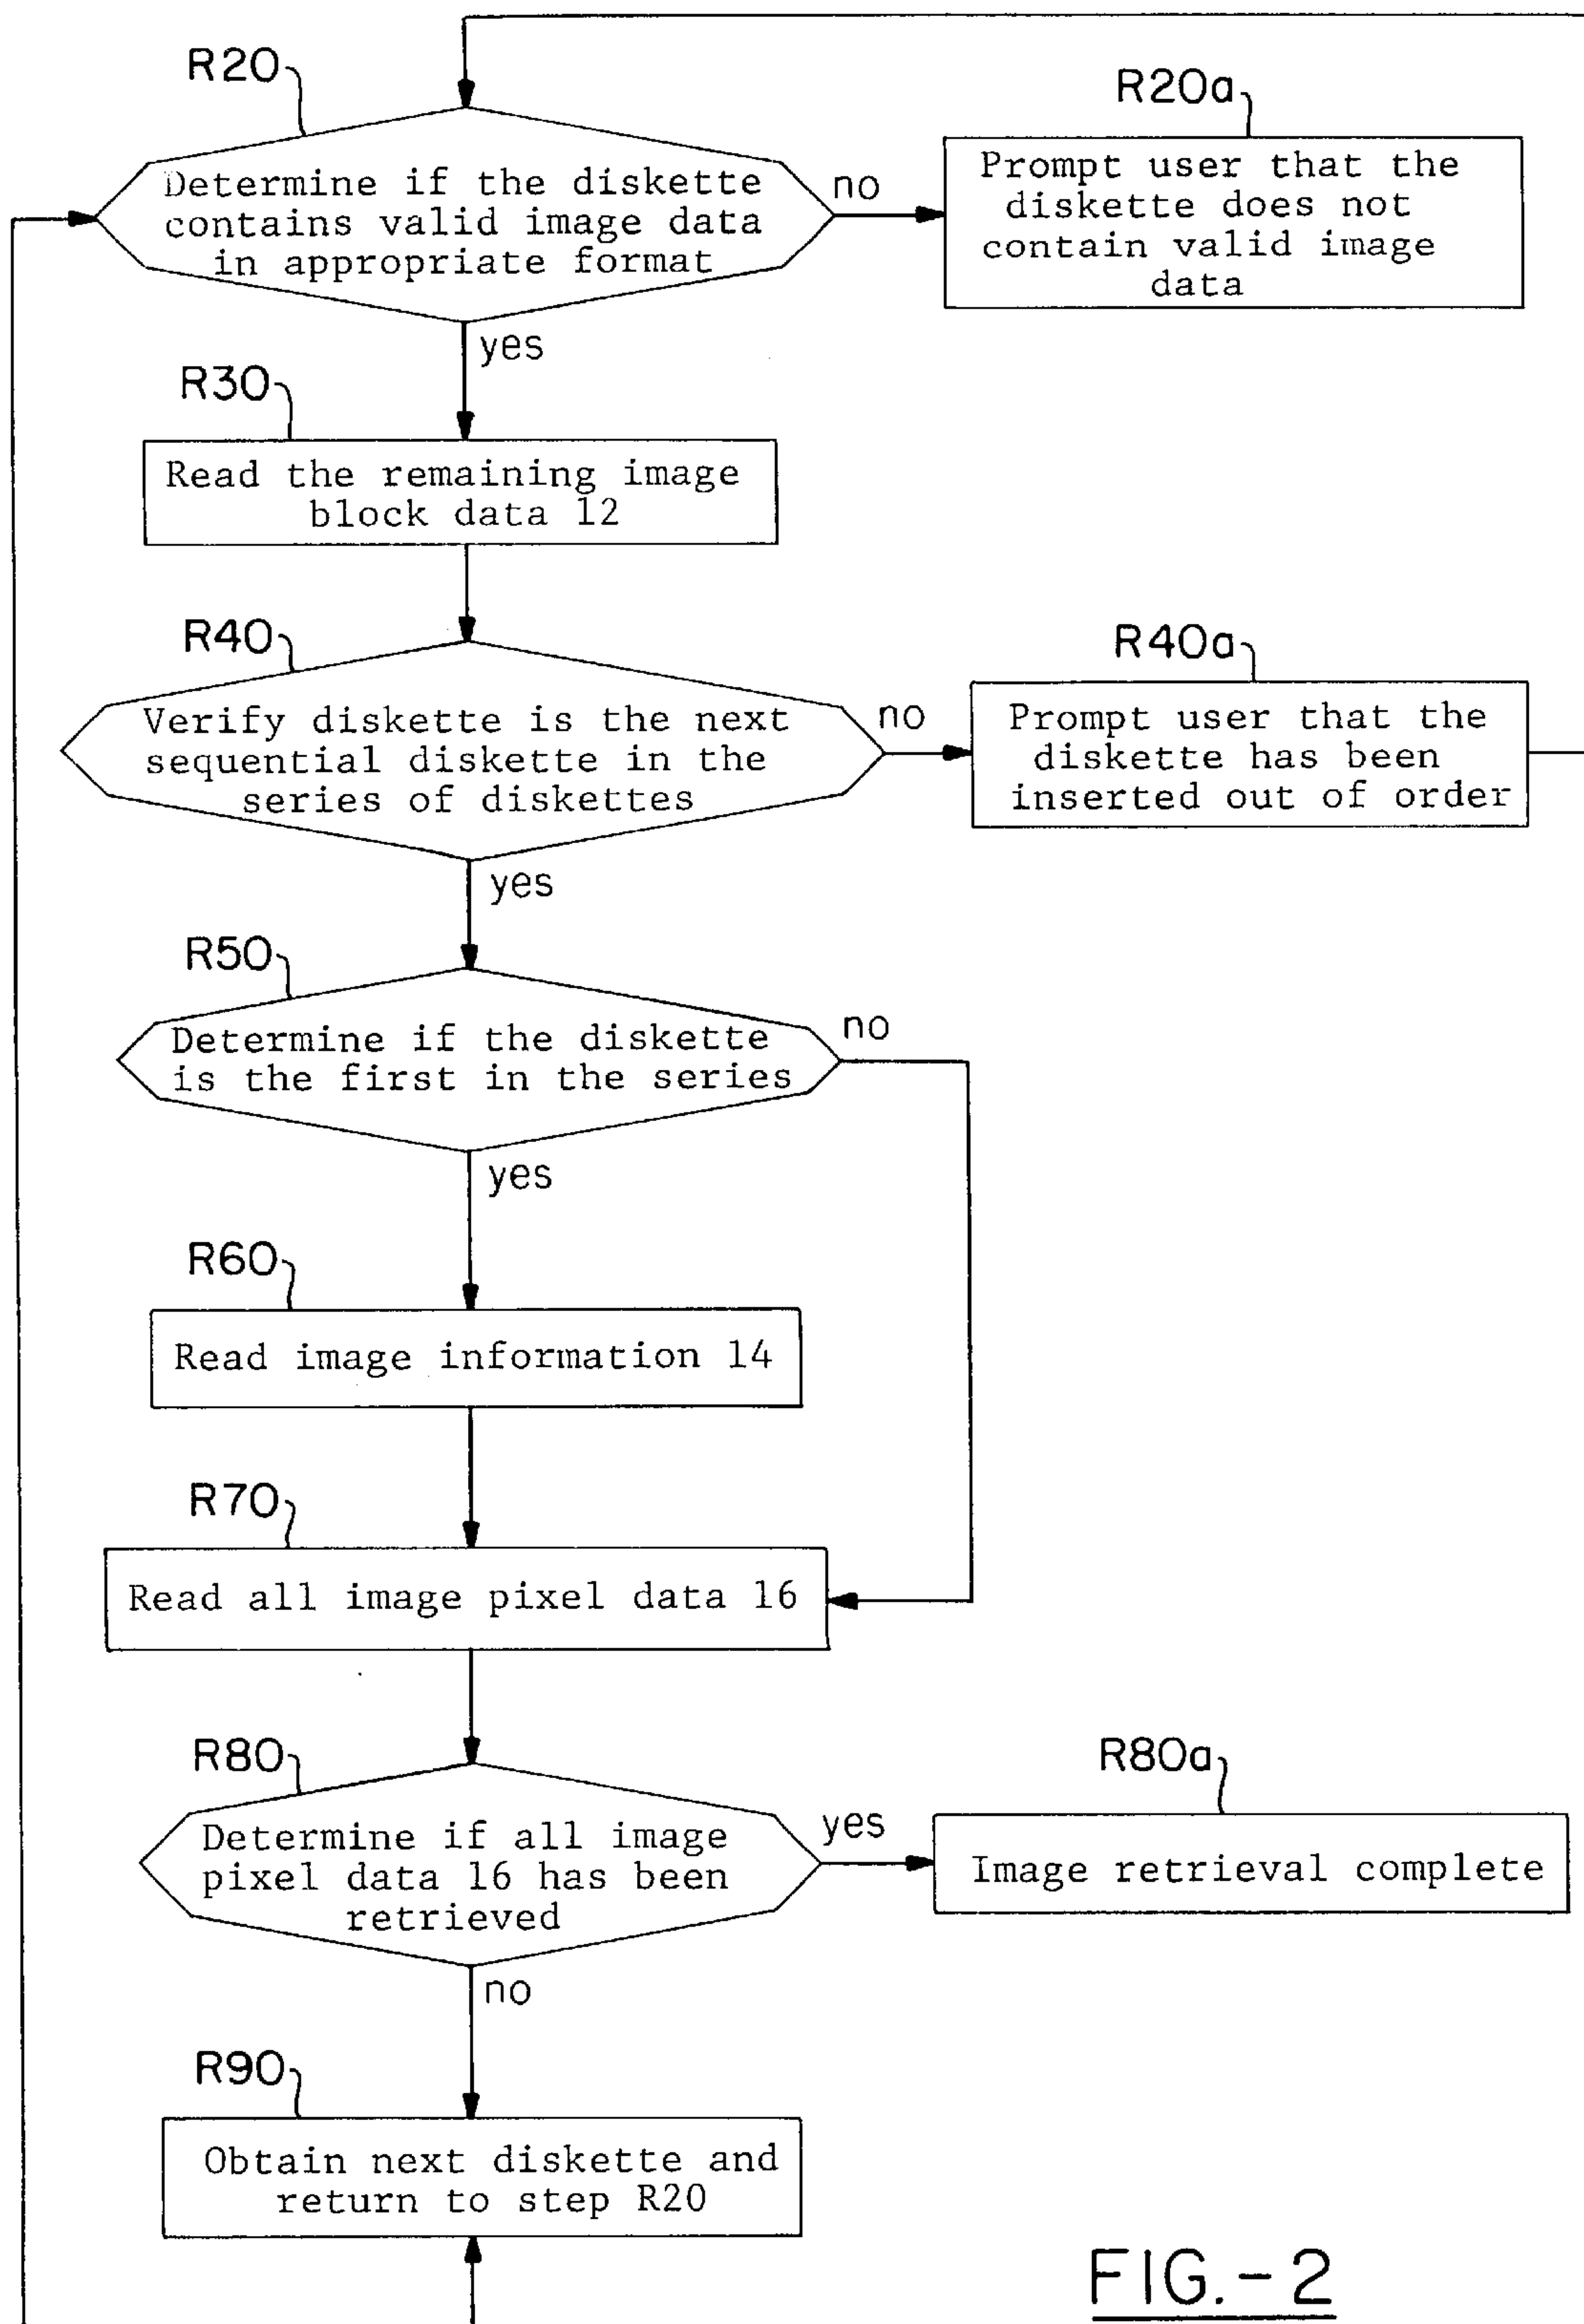 R20
Determine if the diskette
contains valid image data
in appropriate format
no
R20a
Prompt user that the
diskette does not
contain valid image
data
yes
R30
Read the remaining image
block data 12
R40
Verify diskette is the next
sequential diskette in the
series of diskettes
no
R40a
Prompt user that the
diskette has been
inserted out of order
yes
R50
Determine if the diskette
is the first in the series
no
yes
R60
Read image information 14
R70
Read all image pixel data 16
R80
Determine if all image
pixel data 16 has been
retrieved
yes
R80a
Image retrieval complete
no
R90
Obtain next diskette and
return to step R20
FIG.-2